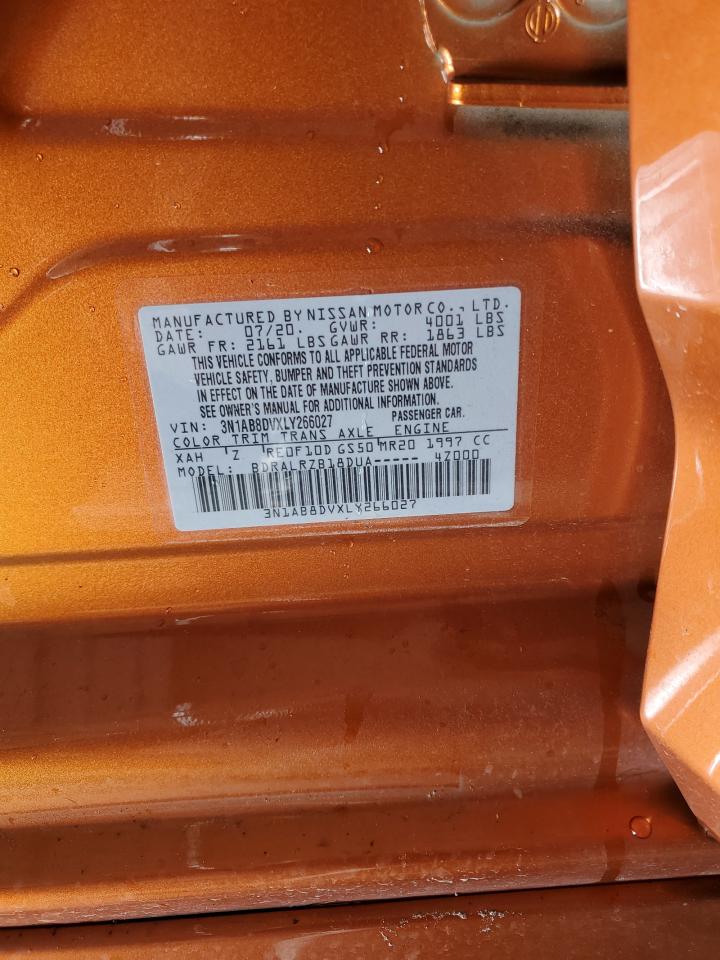 MANUFACTURED BY NISSAN MOTOR CO., LTD.
DATE: 07/20. GVWR: 4001 LBS
GAWR FR: 2161 LBS GAWR RR: 1863 LBS
THIS VEHICLE CONFORMS TO ALL APPLICABLE FEDERAL MOTOR
VEHICLE SAFETY, BUMPER AND THEFT PREVENTION STANDARDS
IN EFFECT ON THE DATE OF MANUFACTURE SHOWN ABOVE.
SEE OWNER'S MANUAL FOR ADDITIONAL INFORMATION.
VIN: 3N1AB8DVXLY266027 PASSENGER CAR.
COLOR TRIM TRANS AXLE ENGINE
XAH Z RE0F10D GS50 MR20 1997 CC
MODEL: BDRALRZB18DUA----- 4Z000
3N1AB8DVXLY266027